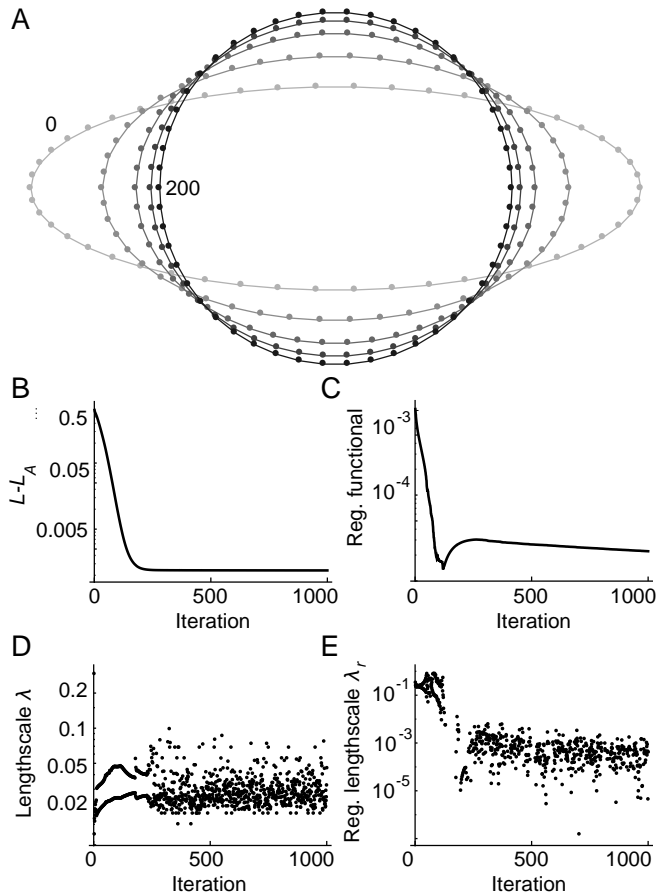 A
0
200
B
C
0.5
0.05
0.005
L-L_A
0
500
1000
Iteration
10^-3
10^-4
Reg. functional
0
500
1000
Iteration
D
E
0.2
0.1
0.05
0.02
Lengthscale λ
0
500
1000
Iteration
10^-1
10^-3
10^-5
Reg. lengthscale λ_r
0
500
1000
Iteration